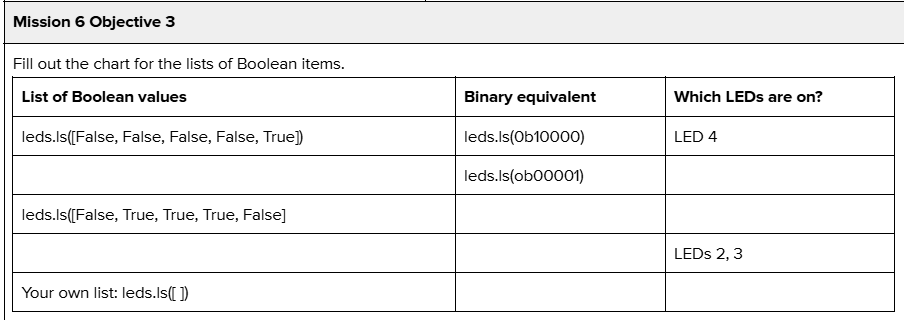 Mission 6 Objective 3
Fill out the chart for the lists of Boolean items.
List of Boolean values Binary equivalent Which LEDs are on?
leds.ls([False, False, False, False, True]) leds.ls(0b10000) LED 4
leds.ls(ob00001)
leds.ls([False, True, True, True, False]
LEDs 2, 3
Your own list: leds.ls([ ])